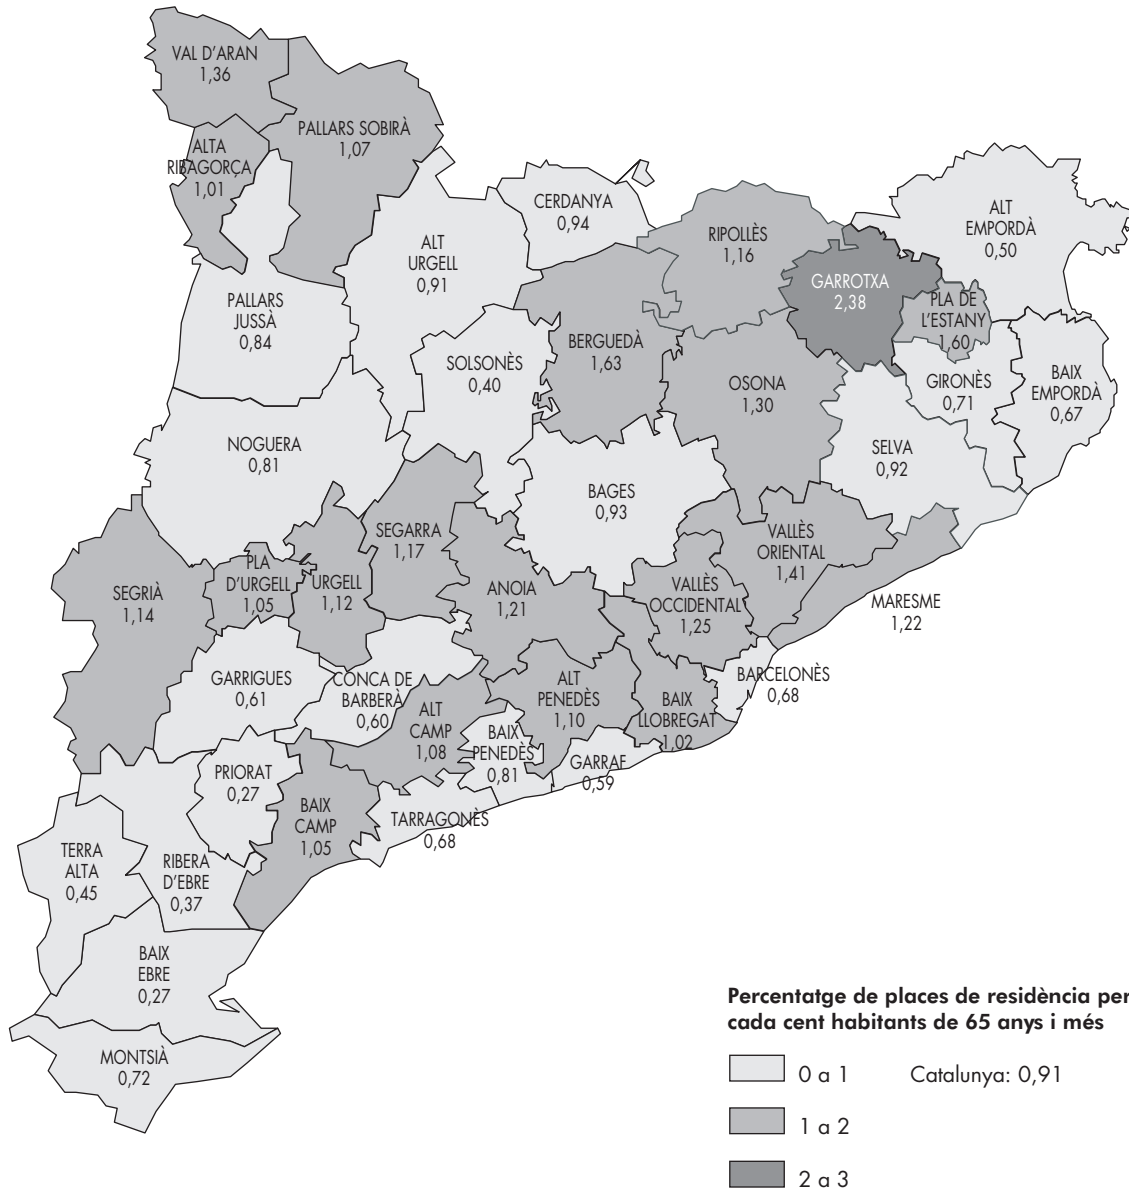 VAL D'ARAN
1,36
PALLARS SOBIRÀ
1,07
ALTA
RIBAGORÇA
1,01
CERDANYA
0,94
ALT
URGELL
0,91
RIPOLLÈS
1,16
ALT
EMPORDÀ
0,50
GARROTXA
2,38
PLA DE
L'ESTANY
1,60
PALLARS
JUSSÀ
0,84
BERGUEDÀ
1,63
SOLSONÈS
0,40
OSONA
1,30
GIRONÈS
0,71
BAIX
EMPORDÀ
0,67
NOGUERA
0,81
SELVA
0,92
BAGES
0,93
SEGARRA
1,17
VALLÈS
ORIENTAL
1,41
SEGRIÀ
1,14
PLA
D'URGELL
1,05
URGELL
1,12
ANOIA
1,21
VALLÈS
OCCIDENTAL
1,25
MARESME
1,22
GARRIGUES
0,61
CONCA DE
BARBERÀ
0,60
ALT
PENEDÈS
1,10
BARCELONÈS
0,68
BAIX
LLOBREGAT
1,02
ALT
CAMP
1,08
BAIX
PENEDÈS
0,81
GARRAF
0,59
PRIORAT
0,27
BAIX
CAMP
1,05
TARRAGONÈS
0,68
TERRA
ALTA
0,45
RIBERA
D'EBRE
0,37
BAIX
EBRE
0,27
MONTSIÀ
0,72
Percentatge de places de residència per
cada cent habitants de 65 anys i més
0 a 1 Catalunya: 0,91
1 a 2
2 a 3